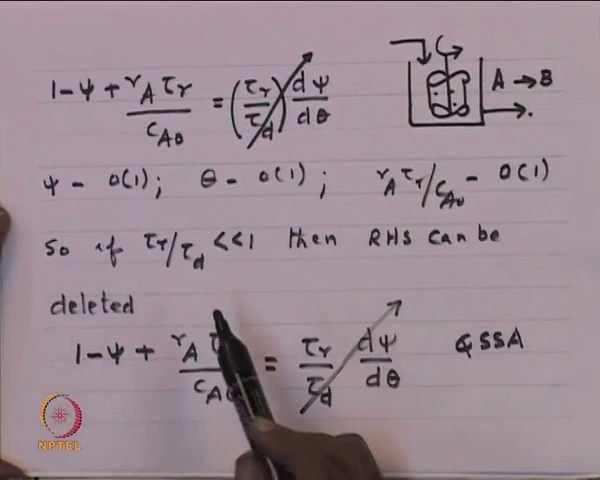 1-ψ + r_A τ_r / C_A0 = (τ_r / τ_d) dψ / dθ
A → B
ψ - O(1); θ - O(1); r_A τ_r / C_A0 - O(1)
So if τ_r / τ_d << 1 then RHS can be
deleted
1-ψ + r_A τ / C_A = τ_r / τ_d dψ / dθ QSSA
NPTEL